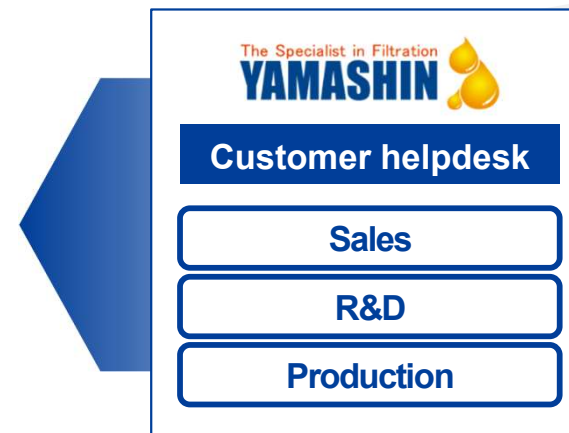 The Specialist in Filtration
YAMASHIN
Customer helpdesk
Sales
R&D
Production